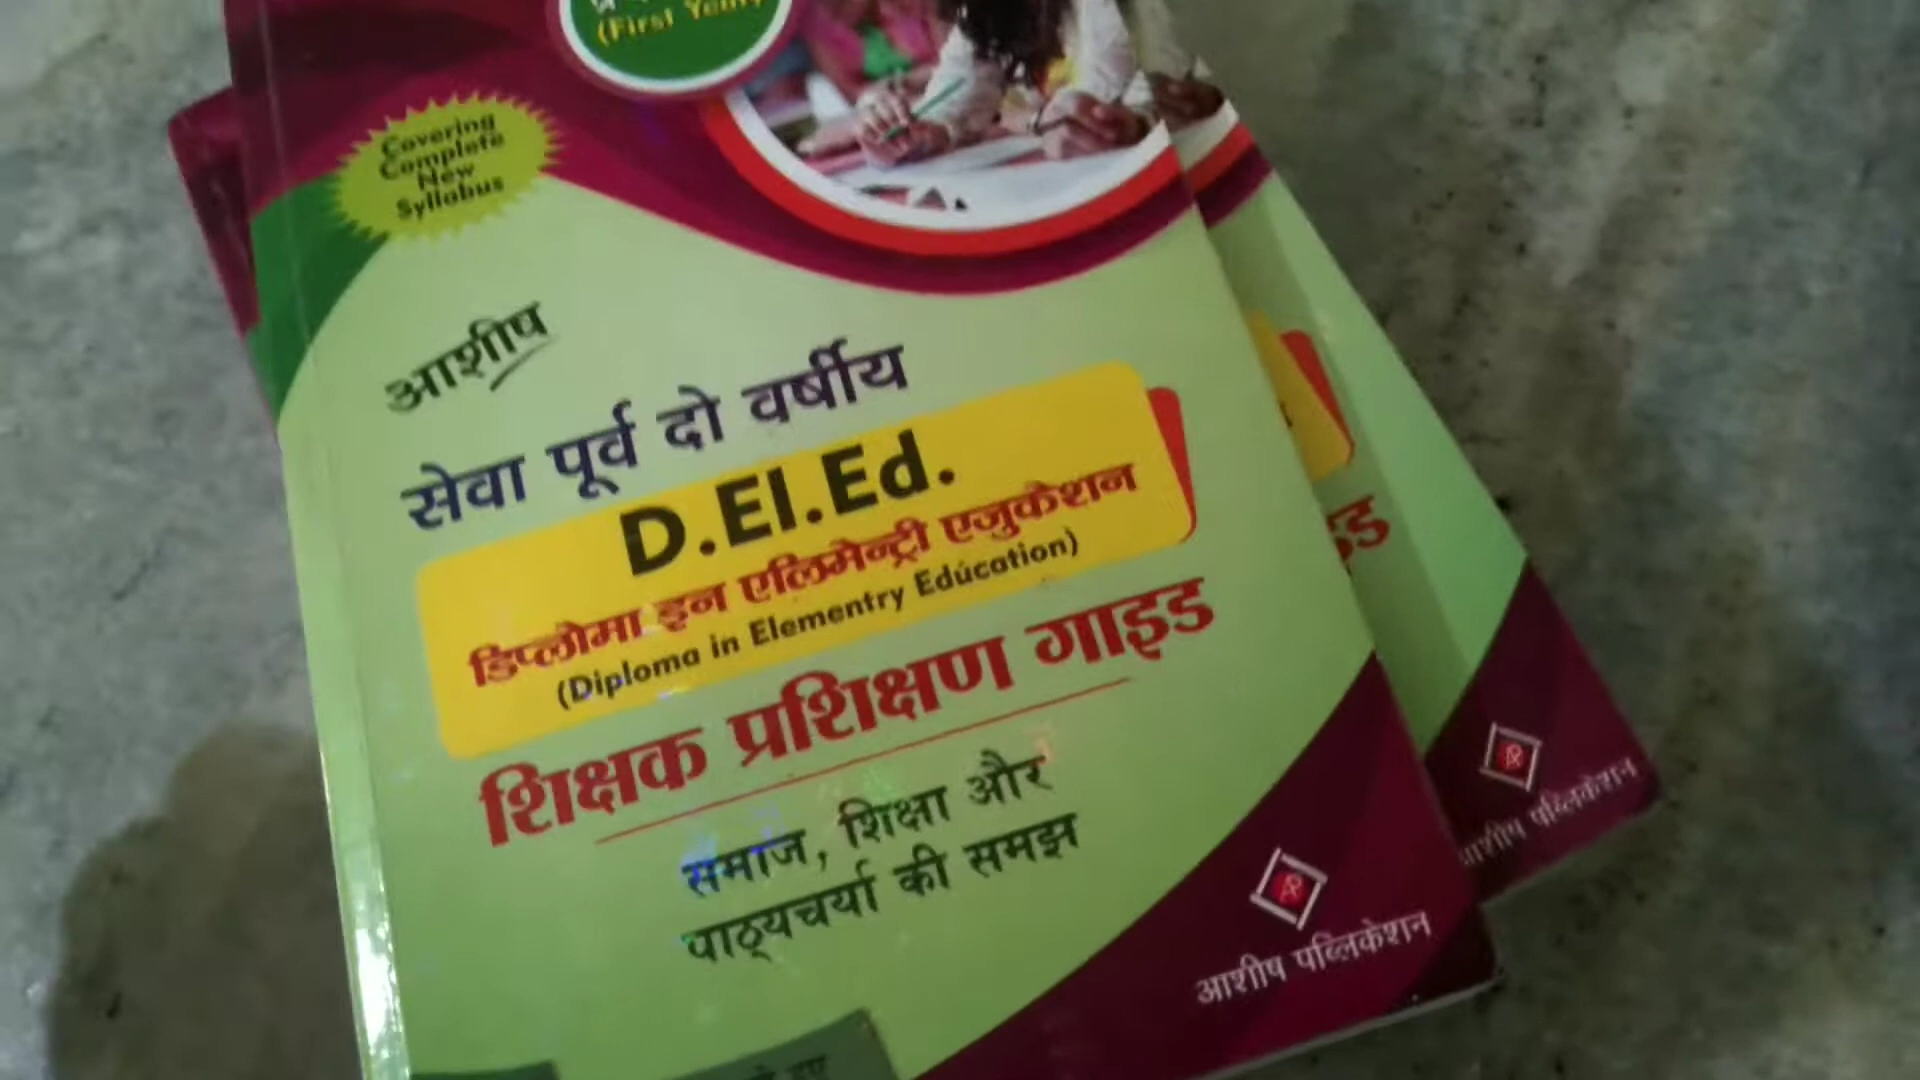 (First Year)
Covering
Complete
New
Syllabus
आशीष
सेवा पूर्व दो वर्षीय
D.El.Ed.
डिप्लोमा इन एलिमेन्ट्री एजुकेशन
(Diploma in Elementry Education)
शिक्षक प्रशिक्षण गाइड
समाज, शिक्षा और
पाठ्यचर्या की समझ
आशीष पब्लिकेशन
आशीष पब्लिकेशन